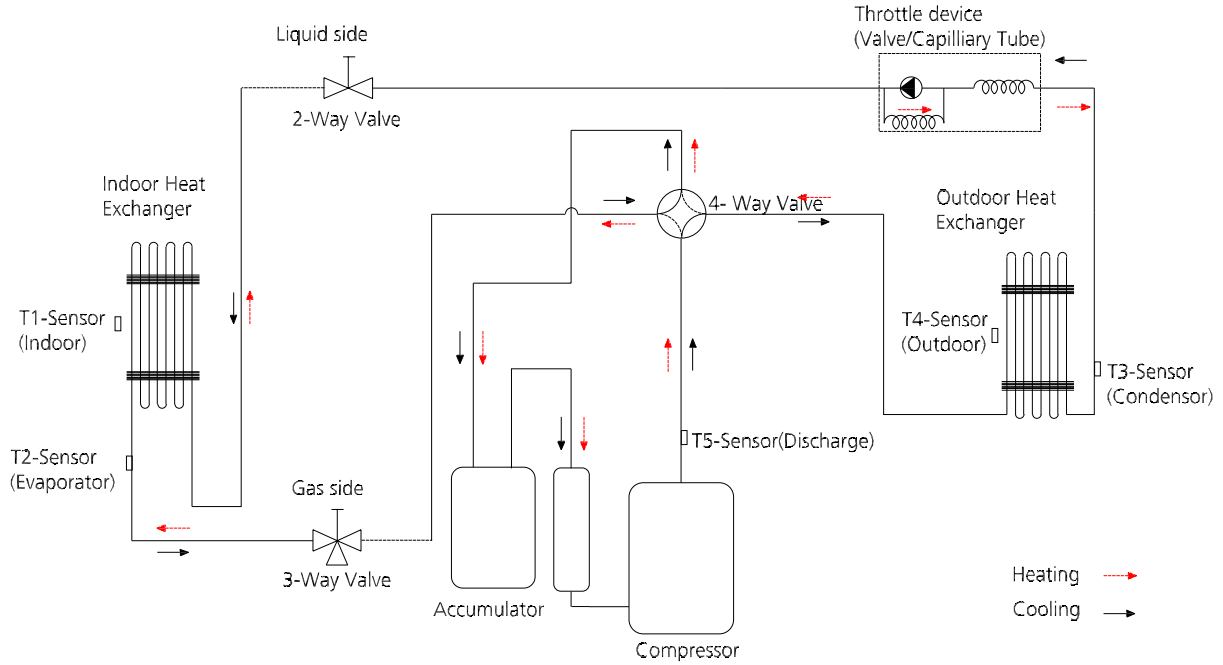 Throttle device
(Valve/Capilliary Tube)
Liquid side
2-Way Valve
Indoor Heat
Exchanger
4- Way Valve
Outdoor Heat
Exchanger
T1-Sensor
(Indoor)
T4-Sensor
(Outdoor)
T3-Sensor
(Condensor)
T5-Sensor(Discharge)
T2-Sensor
(Evaporator)
Gas side
3-Way Valve
Accumulator
Compressor
Heating
Cooling